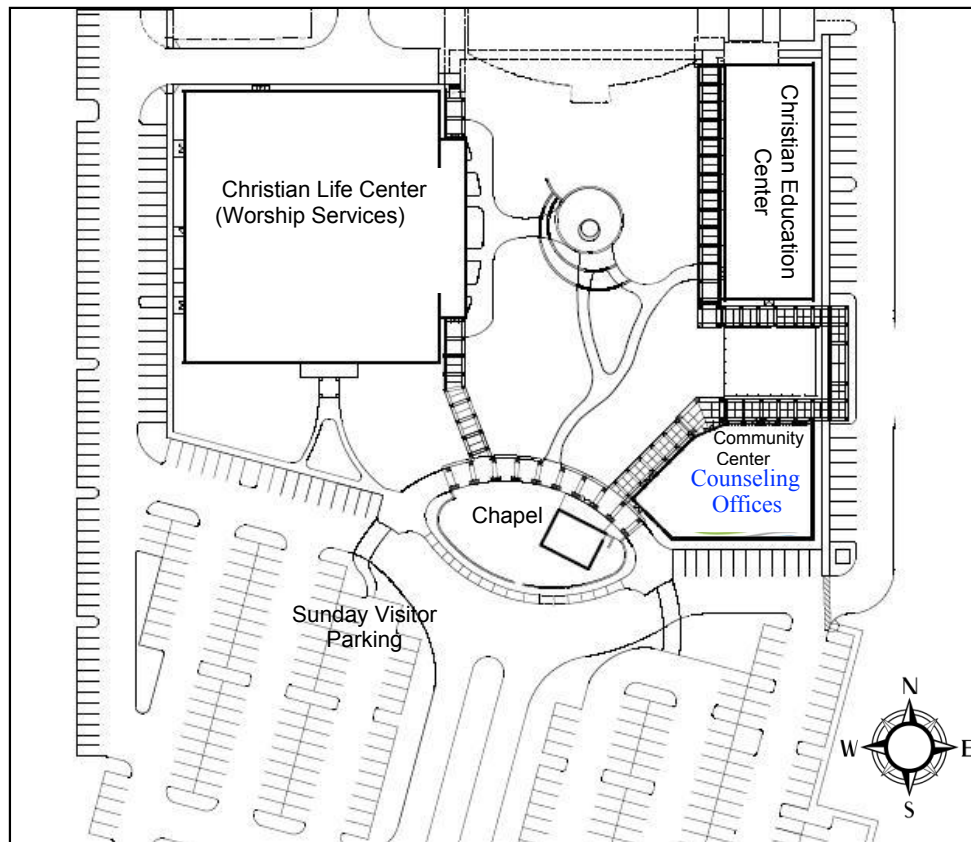 Christian Life Center
(Worship Services)
Christian Education
Center
Community
Center
Counseling
Offices
Chapel
Sunday Visitor
Parking
N
W
E
S